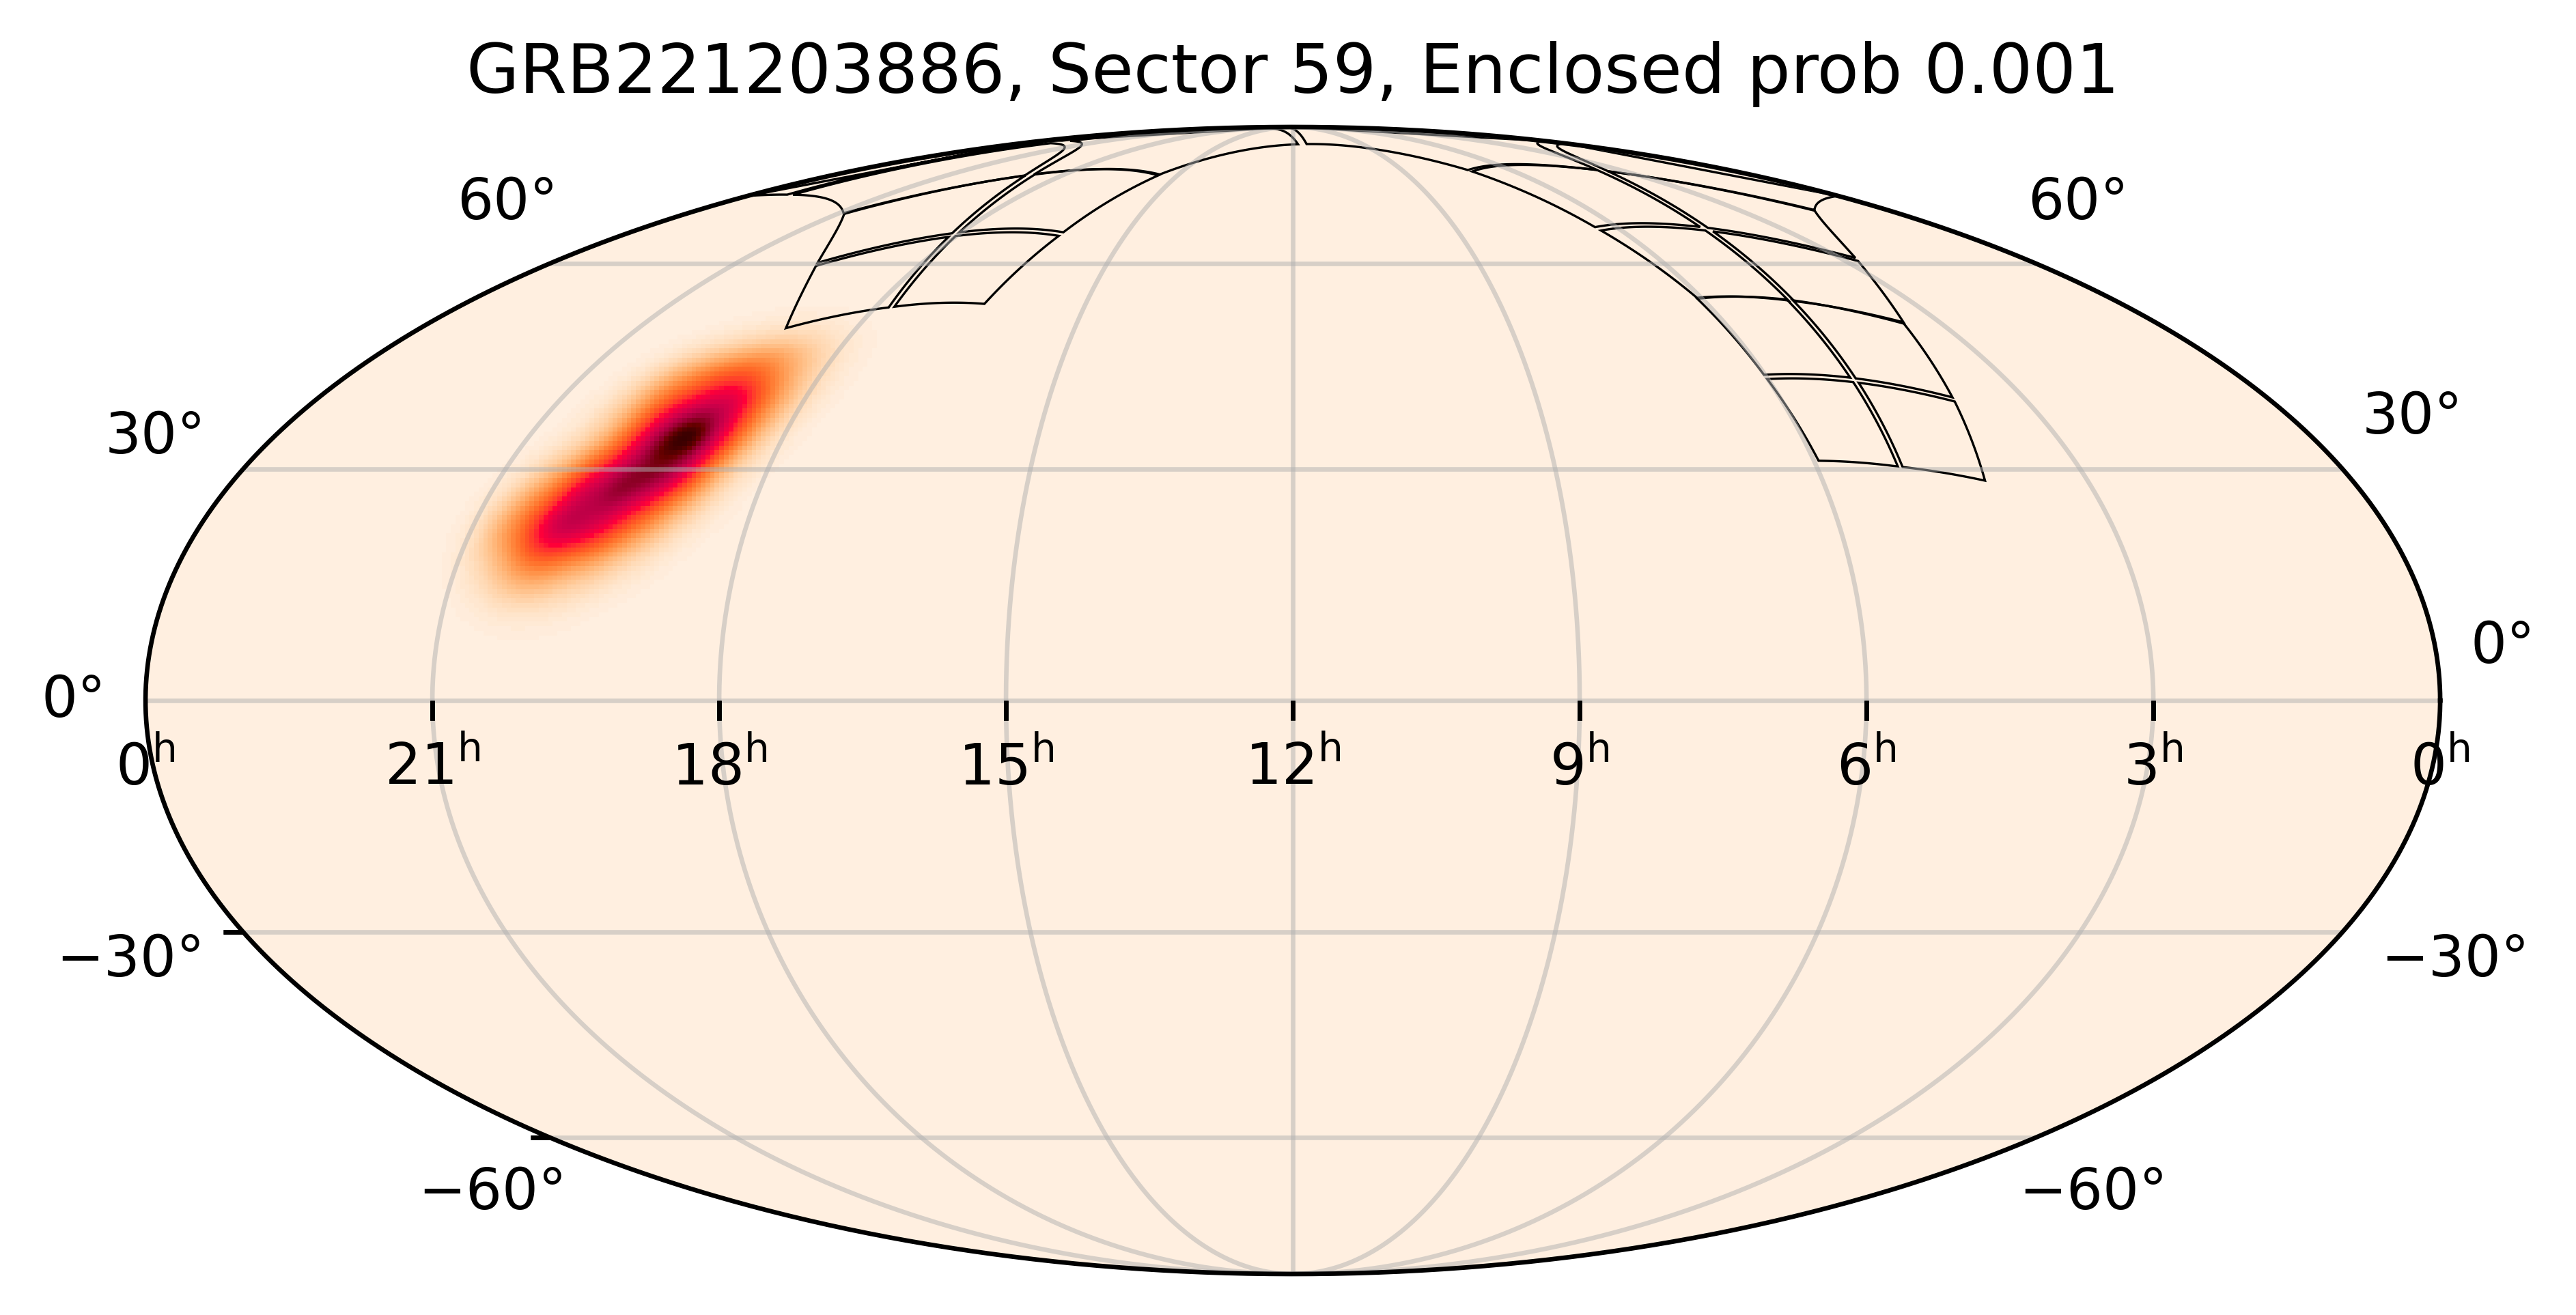 GRB221203886, Sector 59, Enclosed prob 0.001
60° 60°
30° 30°
0° 0°
0ʰ 21ʰ 18ʰ 15ʰ 12ʰ 9ʰ 6ʰ 3ʰ 0ʰ
−30° −30°
−60° −60°